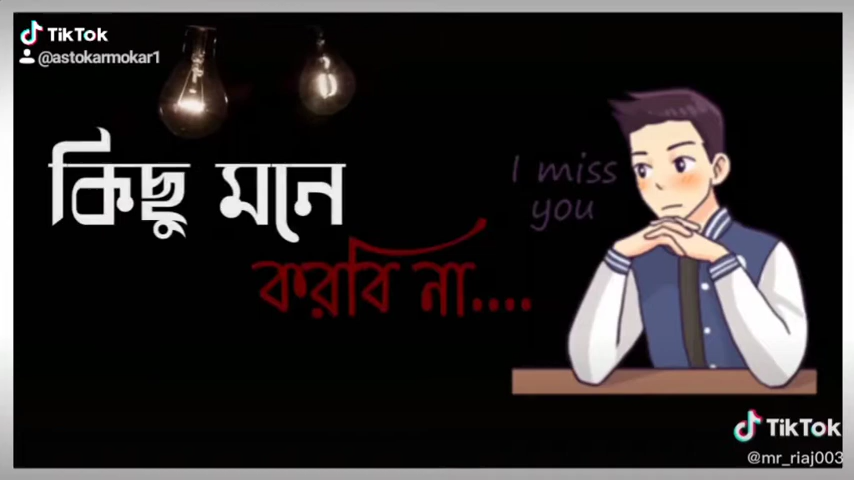 TikTok
@astokarmokar1
কিছু মনে
করবি না....
I miss
you
TikTok
@mr_riaj003